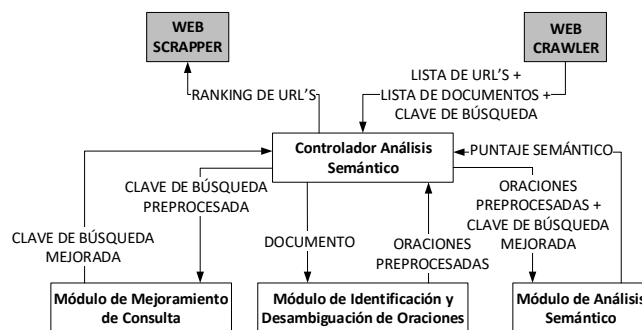 WEB
SCRAPPER
WEB
CRAWLER
RANKING DE URL'S
LISTA DE URL'S +
LISTA DE DOCUMENTOS +
CLAVE DE BÚSQUEDA
Controlador Análisis
Semántico
PUNTAJE SEMÁNTICO
CLAVE DE BÚSQUEDA
MEJORADA
CLAVE DE BÚSQUEDA
PREPROCESADA
DOCUMENTO
ORACIONES
PREPROCESADAS
ORACIONES
PREPROCESADAS +
CLAVE DE BÚSQUEDA
MEJORADA
Módulo de Mejoramiento
de Consulta
Módulo de Identificación y
Desambiguación de Oraciones
Módulo de Análisis
Semántico